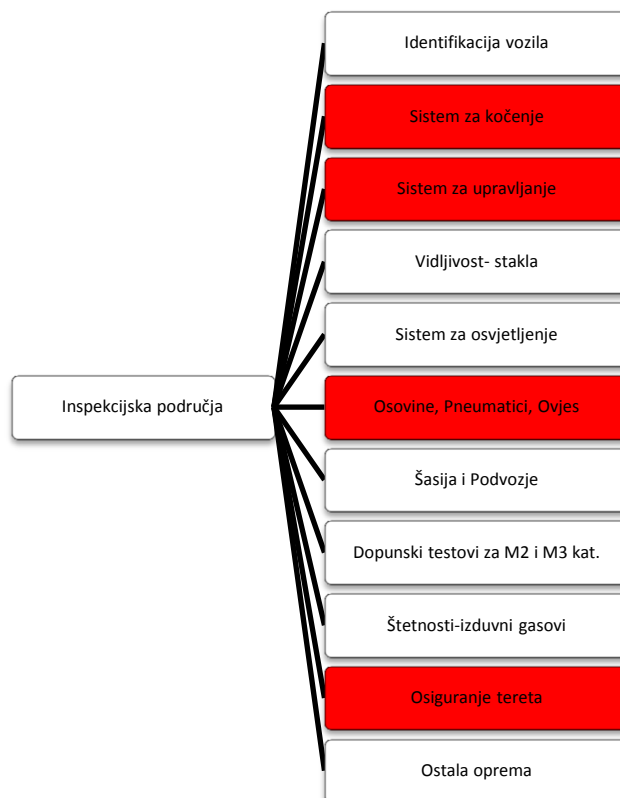 Identifikacija vozila
Sistem za kočenje
Sistem za upravljanje
Vidljivost- stakla
Sistem za osvjetljenje
Inspekcijska područja
Osovine, Pneumatici, Ovjes
Šasija i Podvozje
Dopunski testovi za M2 i M3 kat.
Štetnosti-izduvni gasovi
Osiguranje tereta
Ostala oprema